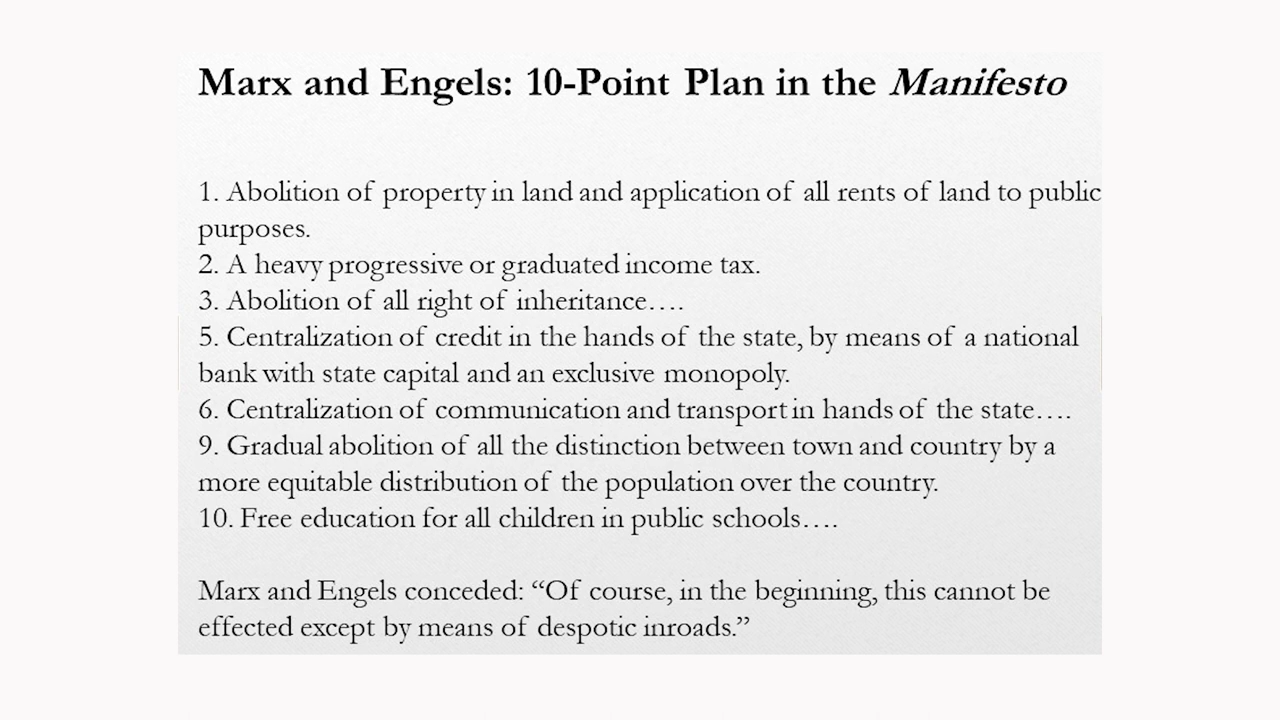 Marx and Engels: 10-Point Plan in the Manifesto
1. Abolition of property in land and application of all rents of land to public
purposes.
2. A heavy progressive or graduated income tax.
3. Abolition of all right of inheritance….
5. Centralization of credit in the hands of the state, by means of a national
bank with state capital and an exclusive monopoly.
6. Centralization of communication and transport in hands of the state….
9. Gradual abolition of all the distinction between town and country by a
more equitable distribution of the population over the country.
10. Free education for all children in public schools….
Marx and Engels conceded: “Of course, in the beginning, this cannot be
effected except by means of despotic inroads.”